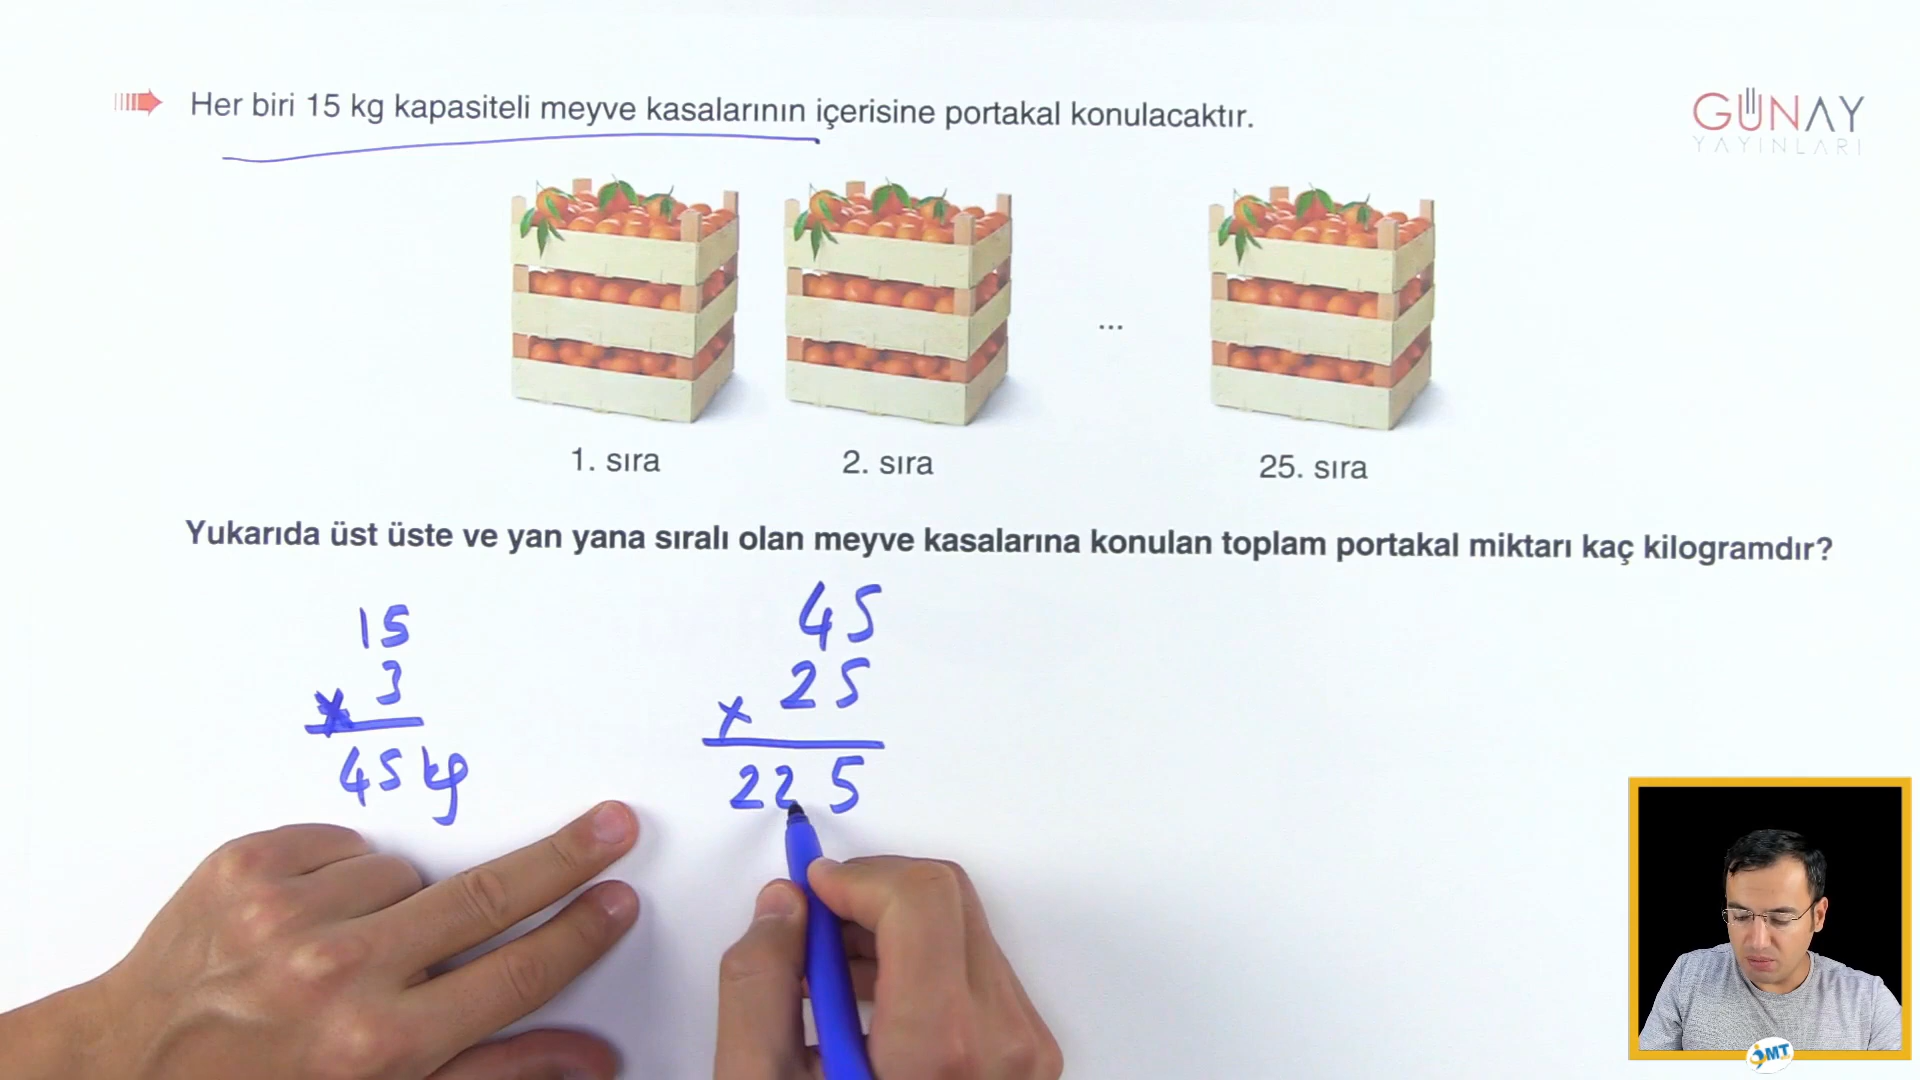 Her biri 15 kg kapasiteli meyve kasalarının içerisine portakal konulacaktır.
GÜNAY
YAYINLARI
...
1. sıra
2. sıra
25. sıra
Yukarıda üst üste ve yan yana sıralı olan meyve kasalarına konulan toplam portakal miktarı kaç kilogramdır?
15
x 3
45 kg
45
x 25
225
MT